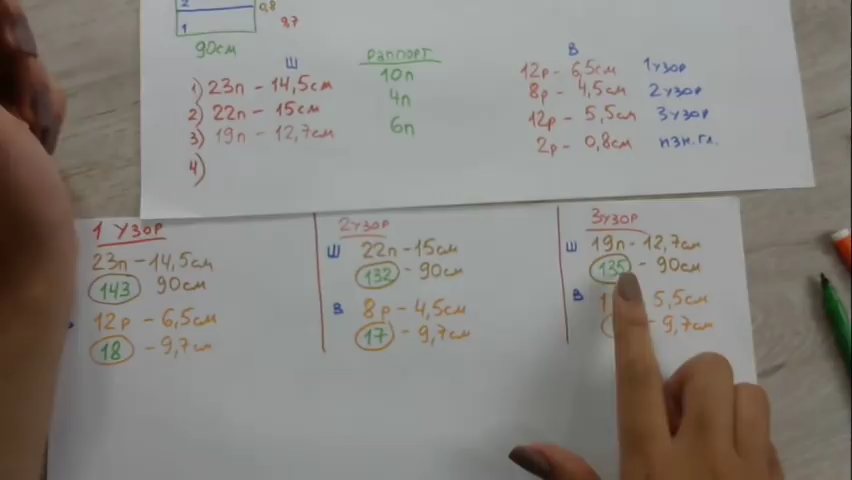 2
0,8
1
9,7
90см
Ш
1) 23п - 14,5см
2) 22п - 15см
3) 19п - 12,7см
4)
раппорт
10п
4п
6п
В
12р - 6,5см 1узор
8р - 4,5см 2узор
12р - 5,5см 3узор
2р - 0,8см изн.гл.
1 узор
23п - 14,5см
143 90см
12р - 6,5см
18 - 9,7см
2узор
Ш 22п - 15см
132 - 90см
В 8р - 4,5см
17 - 9,7см
3узор
Ш 19п - 12,7см
135 - 90см
В 1 5,5см
- 9,7см